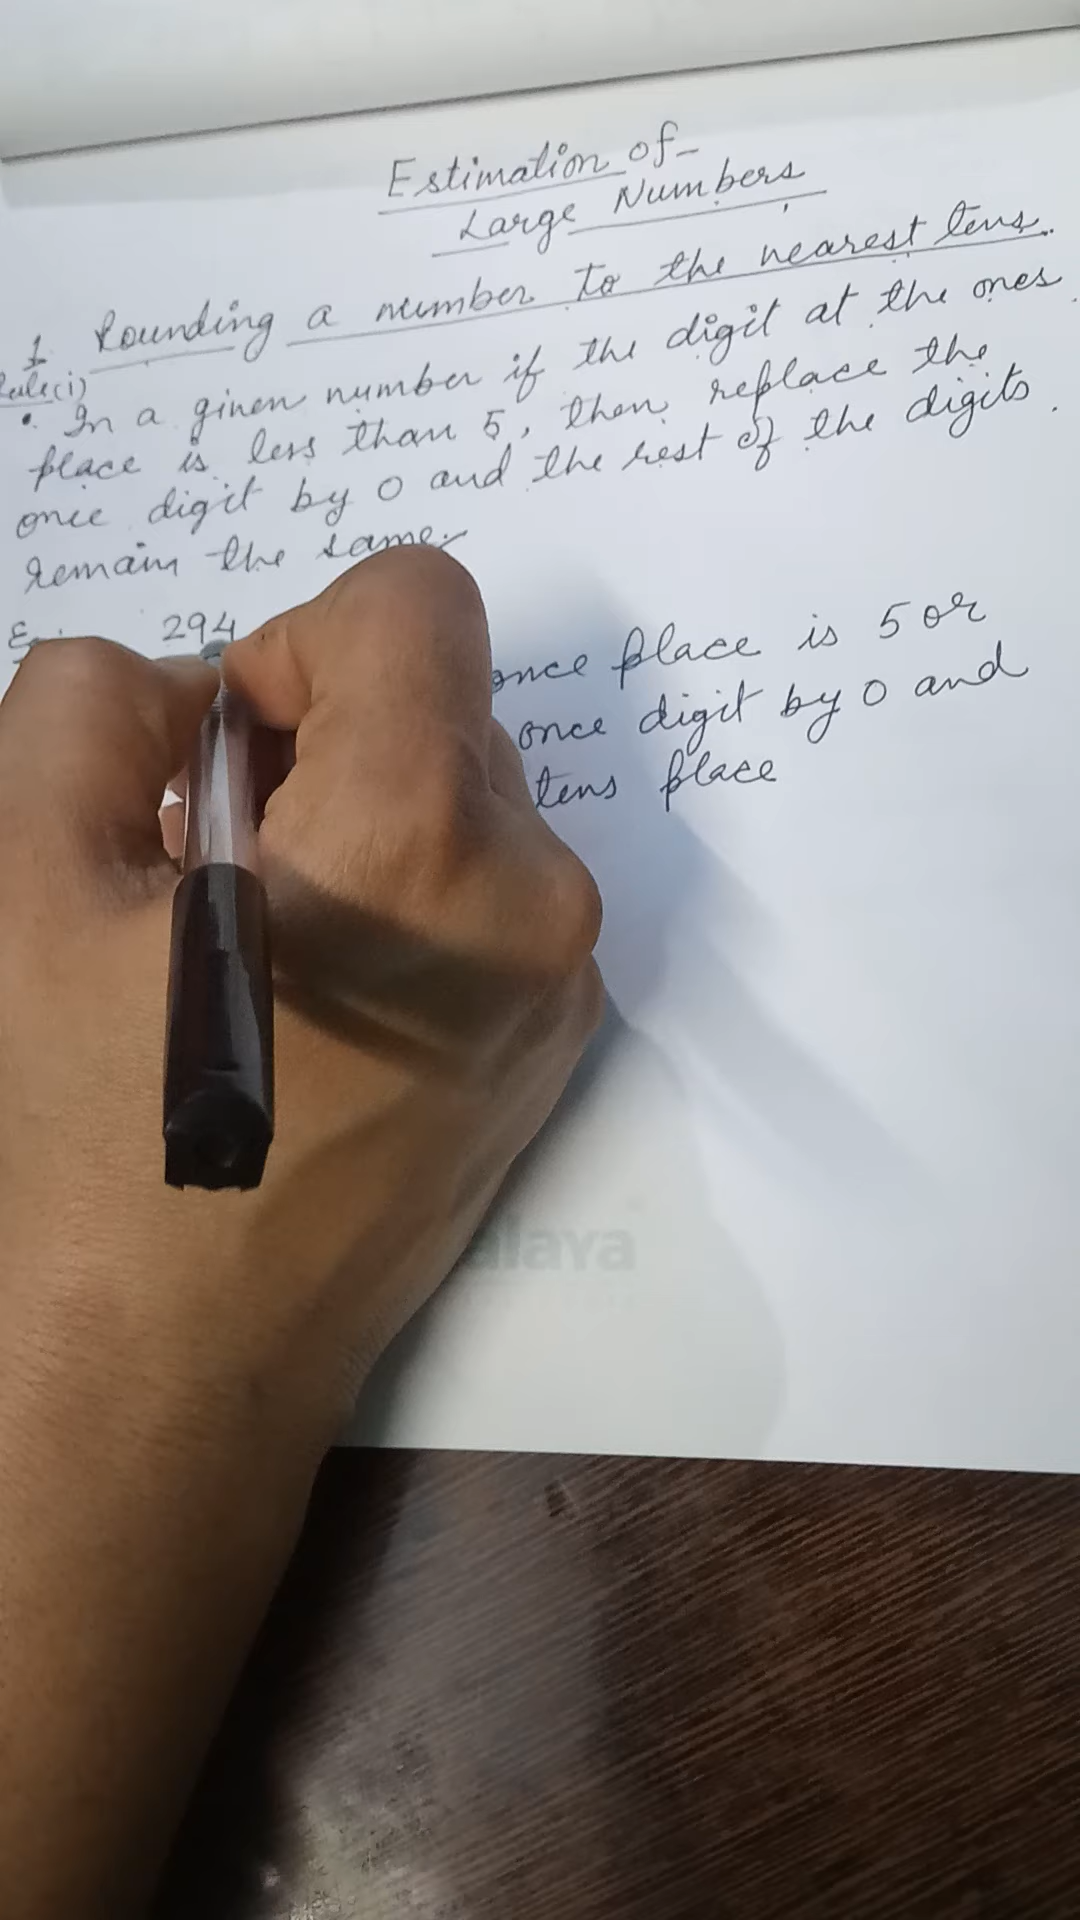 Estimation of
Large Numbers
1 Rounding a number to the nearest tens.
Rule(i)
• In a given number if the digit at the ones
place is less than 5, then replace the
once digit by 0 and the rest of the digits
remain the same.
294
once place is 5 or
once digit by 0 and
tens place
alaya